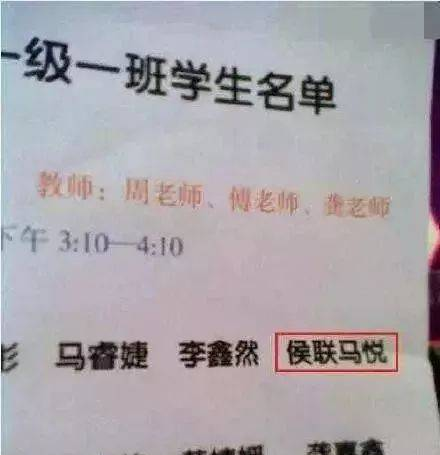 一级一班学生名单
教师：周老师、傅老师、龚老师
下午 3:10—4:10
彭 马睿婕 李鑫然 侯联马悦